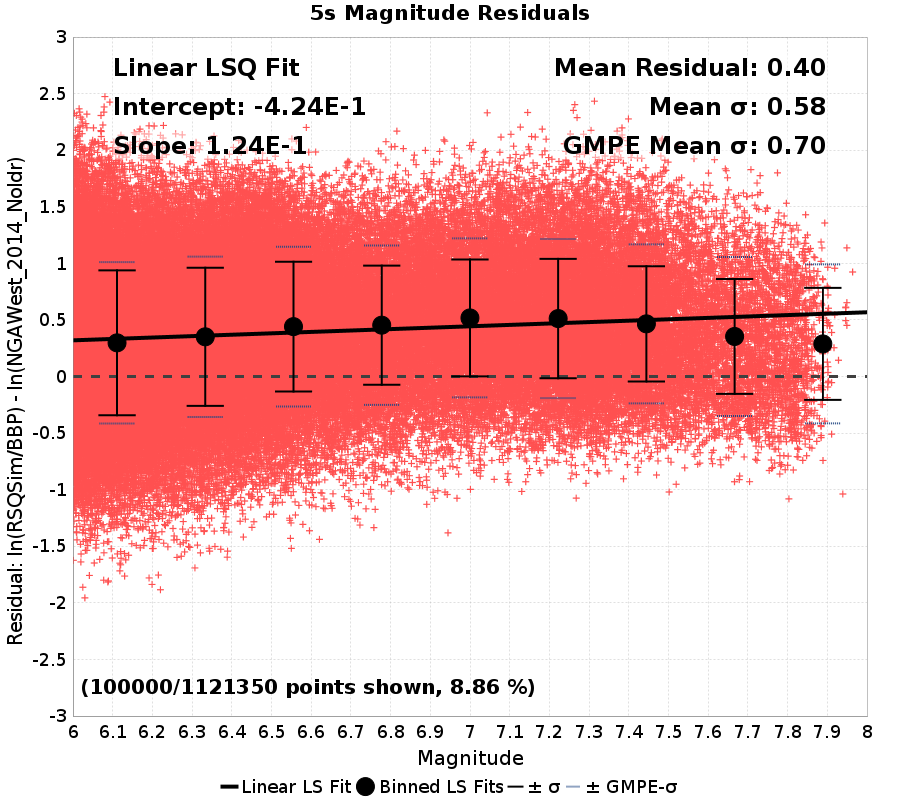 5s Magnitude Residuals
Linear LSQ Fit
Intercept: -4.24E-1
Slope: 1.24E-1
Mean Residual: 0.40
Mean σ: 0.58
GMPE Mean σ: 0.70
Residual: ln(RSQSim/BBP) - ln(NGAWest_2014_NoIdr)
3
2.5
2
1.5
1
0.5
0
-0.5
-1
-1.5
-2
-2.5
-3
(100000/1121350 points shown, 8.86 %)
6 6.1 6.2 6.3 6.4 6.5 6.6 6.7 6.8 6.9 7 7.1 7.2 7.3 7.4 7.5 7.6 7.7 7.8 7.9 8
Magnitude
Linear LS Fit Binned LS Fits ± σ ± GMPE-σ